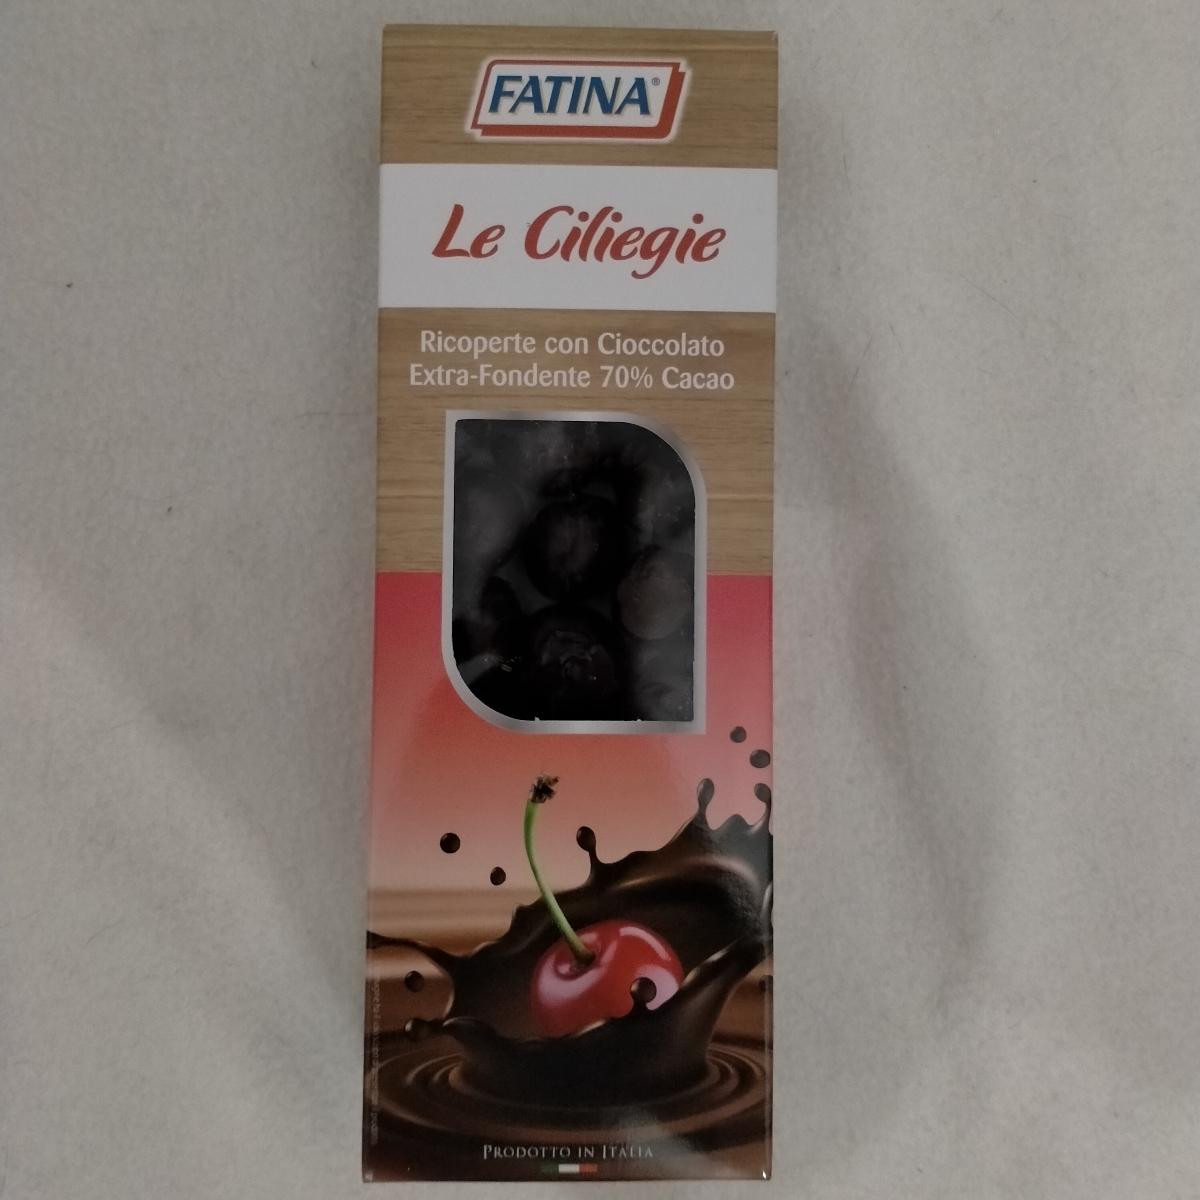 FATINA®
Le Ciliegie
Ricoperte con Cioccolato
Extra-Fondente 70% Cacao
PRODOTTO IN ITALIA